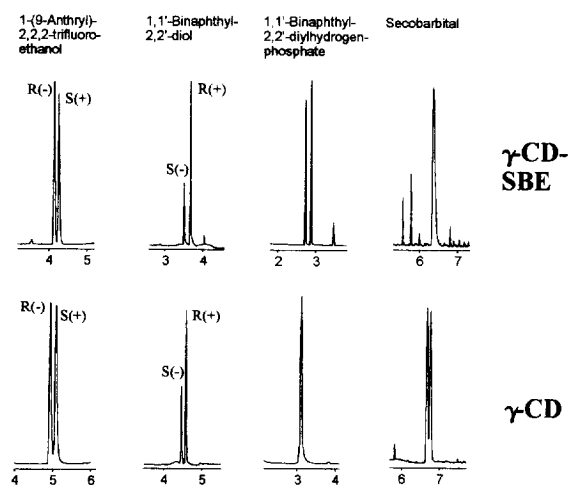 1-(9-Anthryl)-
2,2,2-trifluoro-
ethanol
1,1'-Binaphthyl-
2,2'-diol
1,1'-Binaphthyl-
2,2'-diylhydrogen-
phosphate
Secobarbital
R(-)
S(+)
S(-)
R(+)
γ-CD-
SBE
4 5
3 4
2 3
6 7
R(-)
S(+)
S(-)
R(+)
γ-CD
4 5 6
4 5
3 4
6 7